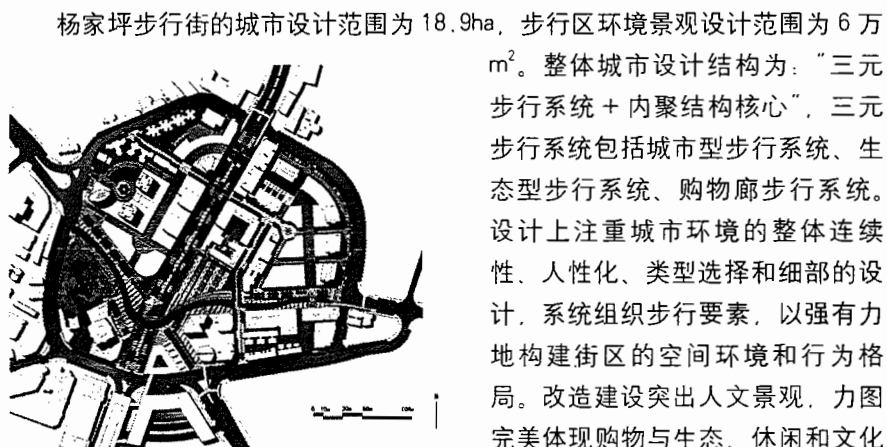 杨家坪步行街的城市设计范围为 18.9ha，步行区环境景观设计范围为 6 万
m²。整体城市设计结构为："三元
步行系统 + 内聚结构核心"，三元
步行系统包括城市型步行系统、生
态型步行系统、购物廊步行系统。
设计上注重城市环境的整体连续
性、人性化、类型选择和细部的设
计，系统组织步行要素，以强有力
地构建街区的空间环境和行为格
局。改造建设突出人文景观，力图
完美体现购物与生态、休闲和文化